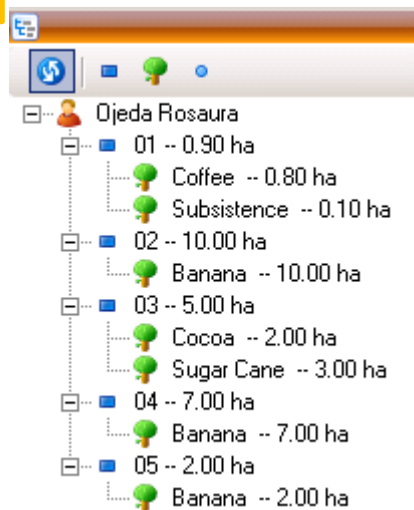 Ojeda Rosaura
01 -- 0.90 ha
Coffee -- 0.80 ha
Subsistence -- 0.10 ha
02 -- 10.00 ha
Banana -- 10.00 ha
03 -- 5.00 ha
Cocoa -- 2.00 ha
Sugar Cane -- 3.00 ha
04 -- 7.00 ha
Banana -- 7.00 ha
05 -- 2.00 ha
Banana -- 2.00 ha